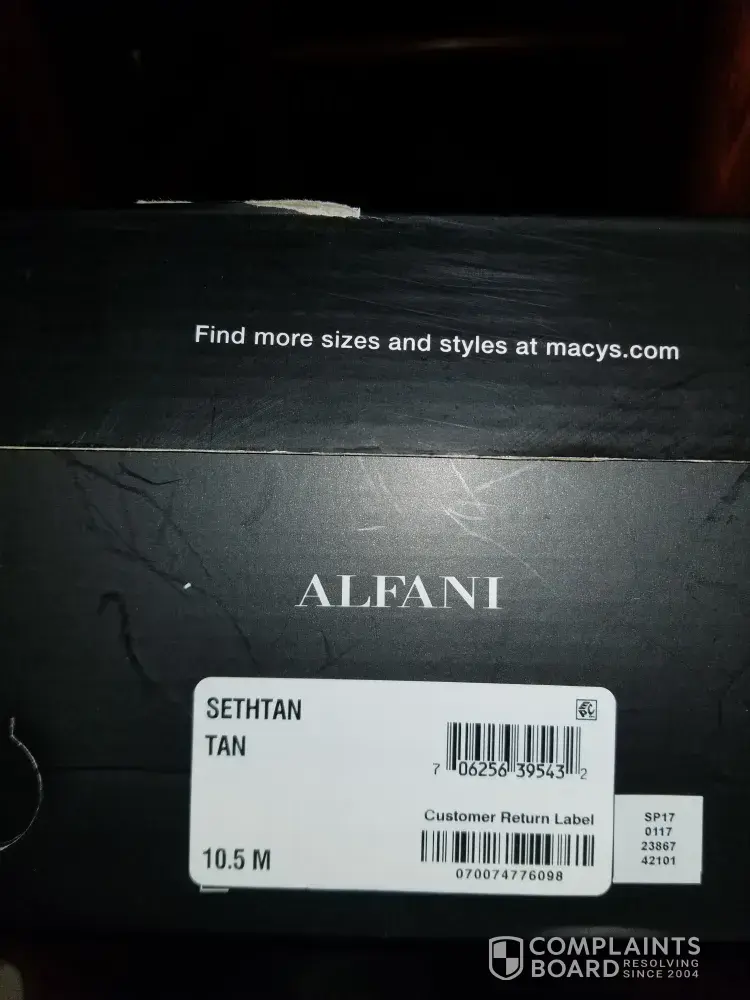 Find more sizes and styles at macys.com
ALFANI
SETHTAN
TAN
7 06256 39543 2
Customer Return Label
10.5 M
070074776098
SP17
0117
23867
42101
COMPLAINTS
BOARD RESOLVING
SINCE 2004